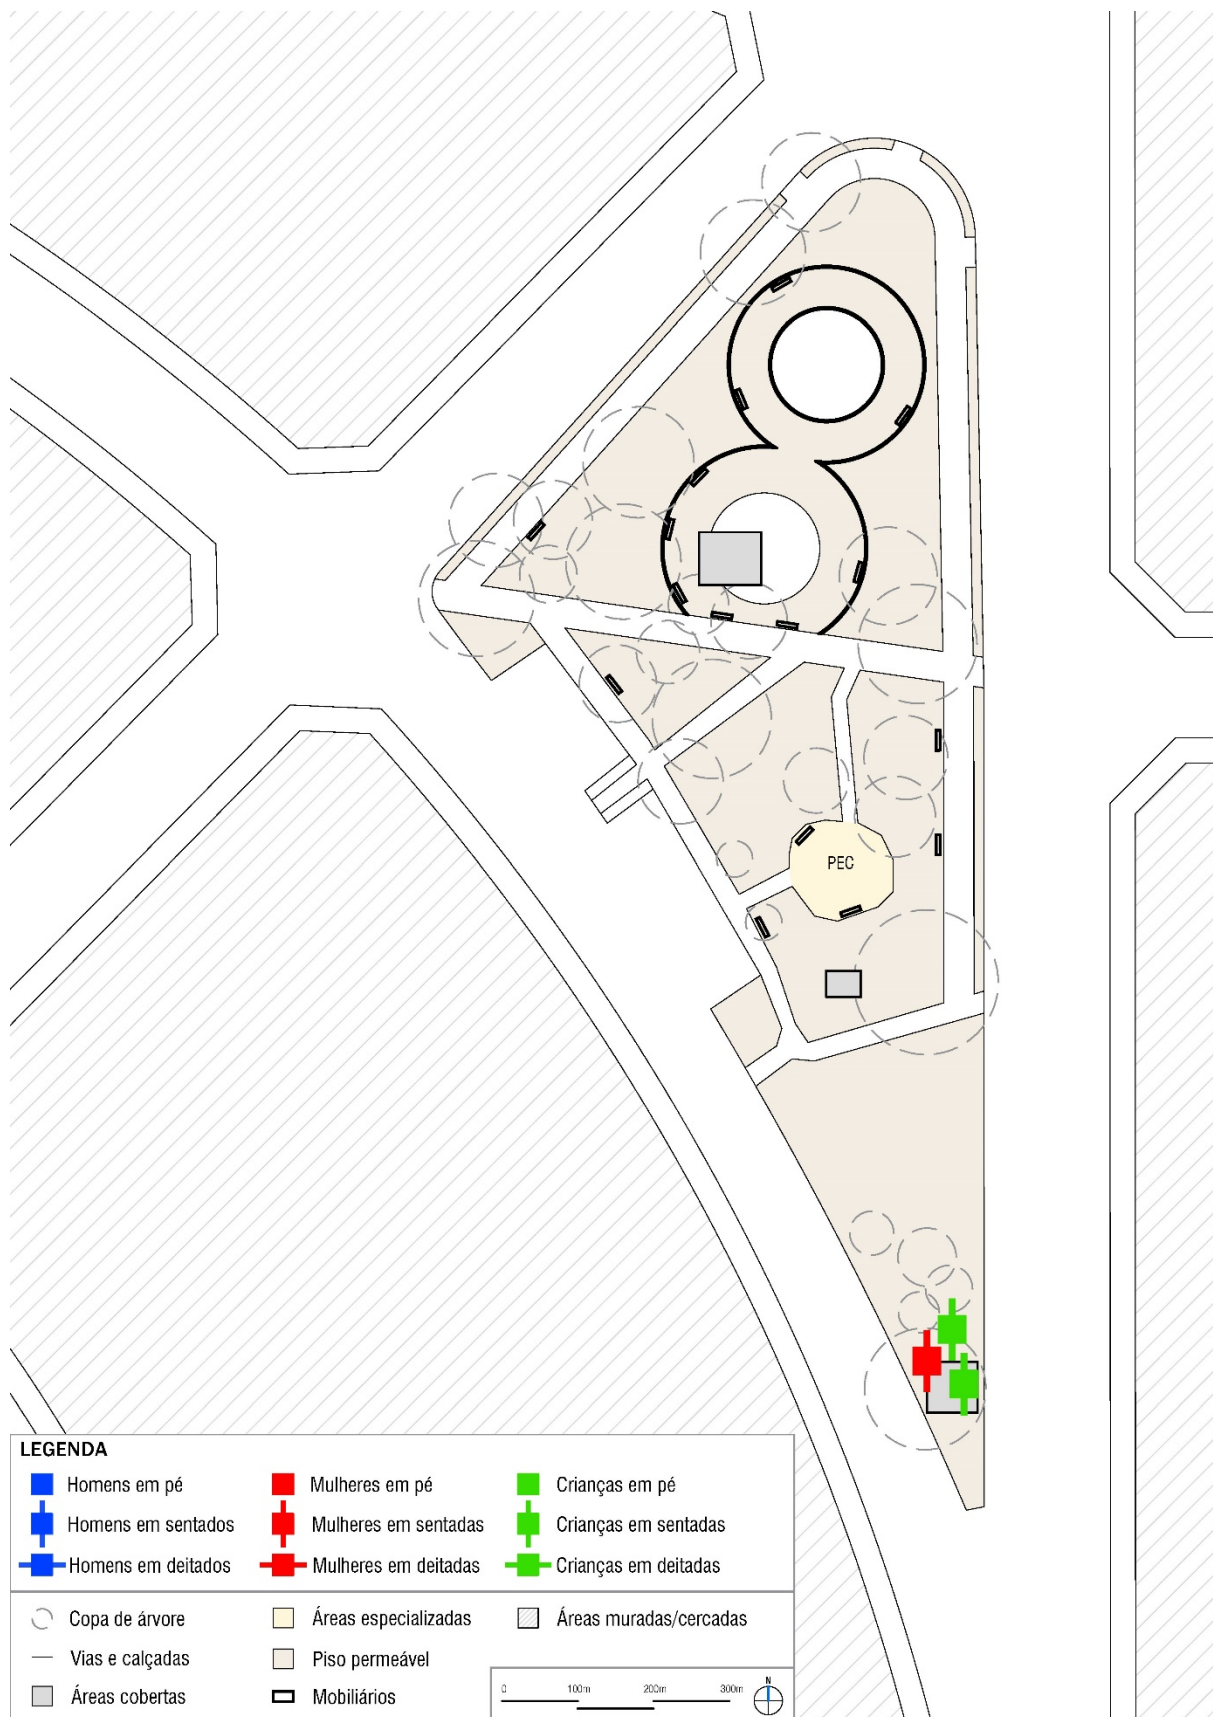 PEC
LEGENDA
Homens em pé
Mulheres em pé
Crianças em pé
Homens em sentados
Mulheres em sentadas
Crianças em sentadas
Homens em deitados
Mulheres em deitadas
Crianças em deitadas
Copa de árvore
Áreas especializadas
Áreas muradas/cercadas
Vias e calçadas
Piso permeável
Áreas cobertas
Mobiliários
0 100m 200m 300m
N